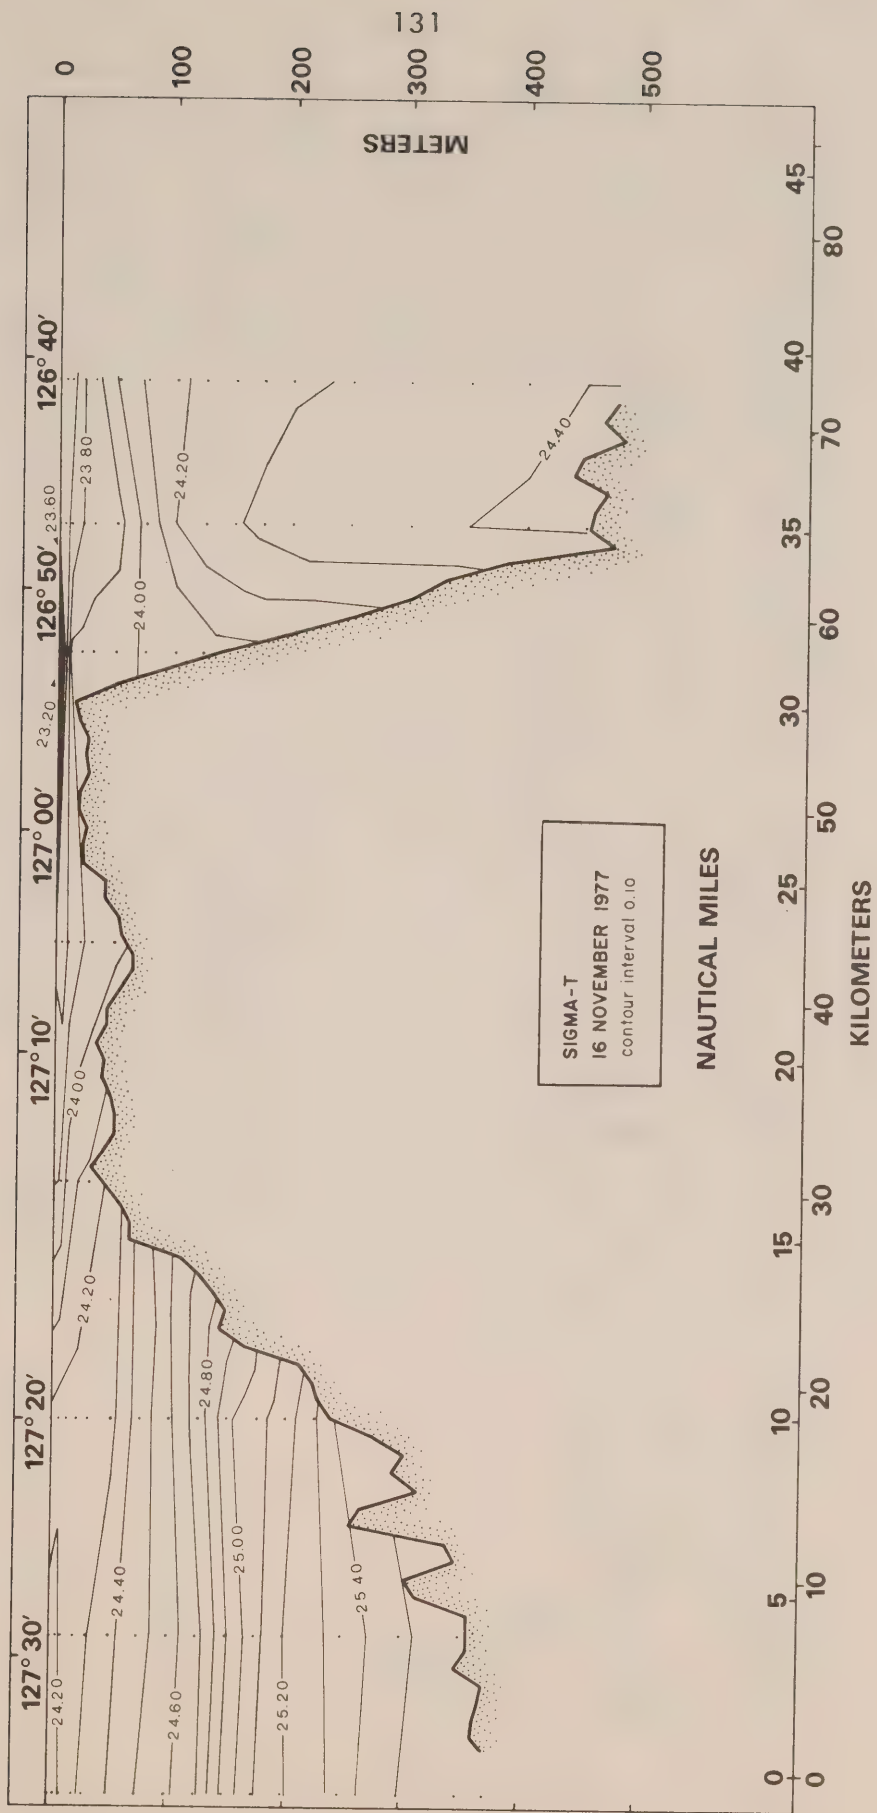 131
127°30′ 127°20′ 127°10′ 127°00′ 126°50′ 126°40′
24.20
24.40
24.60
24.80
25.00
25.20
25.40
24.20
24.00
23.20
23.60
23.80
24.00
24.20
24.40
0
100
200
300
400
500
METERS
SIGMA-T
16 NOVEMBER 1977
contour interval 0.10
NAUTICAL MILES
0 5 10 15 20 25 30 35 40 45
0 10 20 30 40 50 60 70 80
KILOMETERS